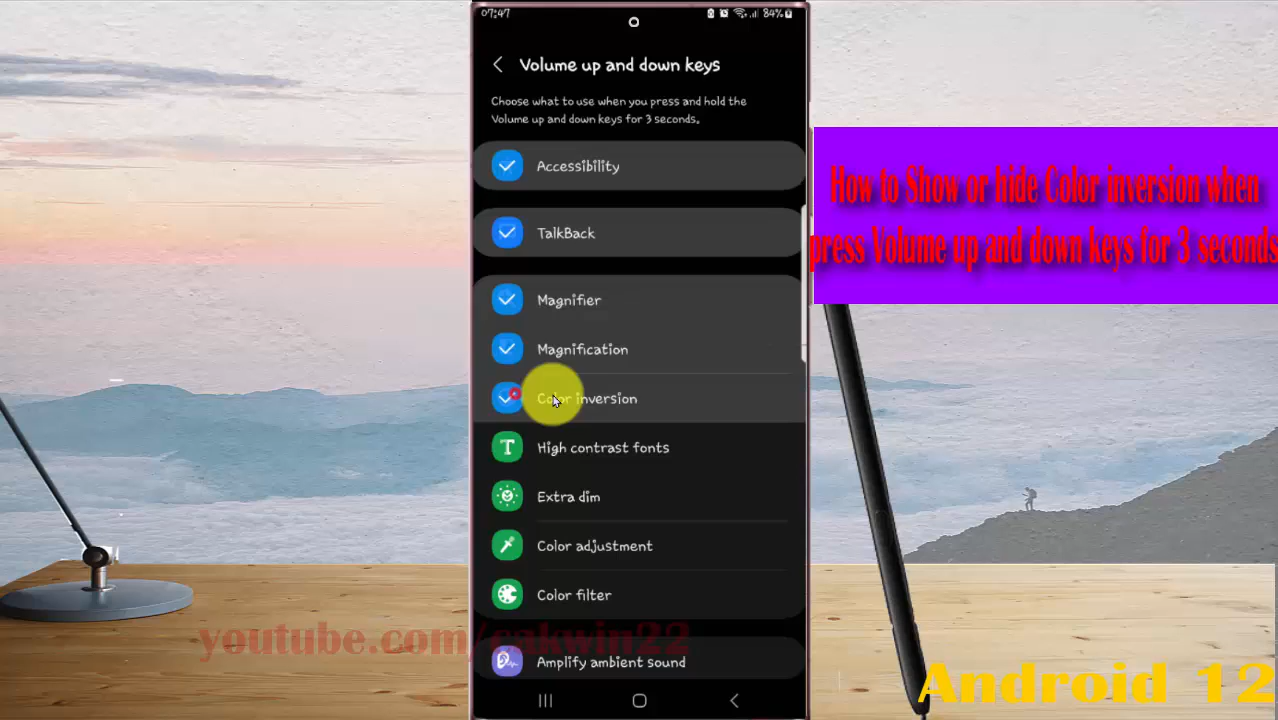 07:47
84%
Volume up and down keys
Choose what to use when you press and hold the
Volume up and down keys for 3 seconds.
Accessibility
TalkBack
Magnifier
Magnification
Color inversion
High contrast fonts
Extra dim
Color adjustment
Color filter
Amplify ambient sound
How to Show or hide Color inversion when
press Volume up and down keys for 3 seconds
youtube.com/cakwin22
Android 12